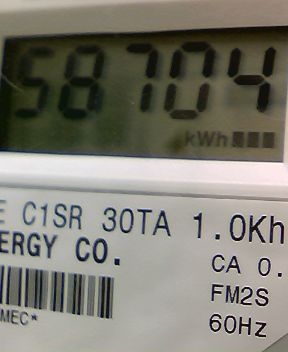 58704
kWh
E C1SR 30TA 1.0Kh
ERGY CO.
CA 0.
FM2S
MEC*
60Hz